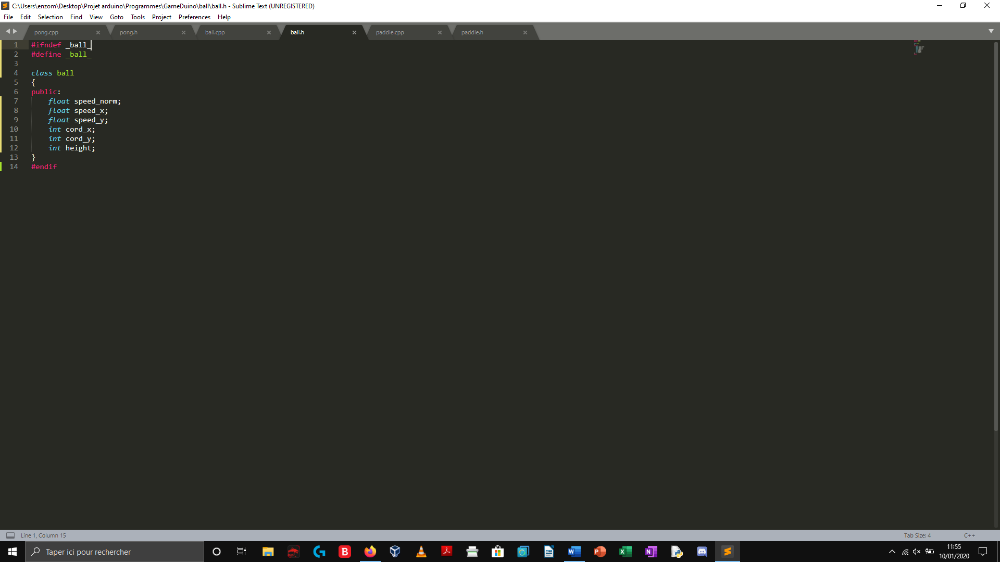 C:\Users\enzom\Desktop\Projet arduino\Programmes\GameDuino\ball\ball.h - Sublime Text (UNREGISTERED)
File Edit Selection Find View Goto Tools Project Preferences Help
pong.cpp pong.h ball.cpp ball.h paddle.cpp paddle.h
1 #ifndef _ball_
2 #define _ball_
3
4 class ball
5 {
6 public:
7 float speed_norm;
8 float speed_x;
9 float speed_y;
10 int cord_x;
11 int cord_y;
12 int height;
13 }
14 #endif
Line 1, Column 15 Tab Size: 4 C++
Taper ici pour rechercher
11:55
10/01/2020